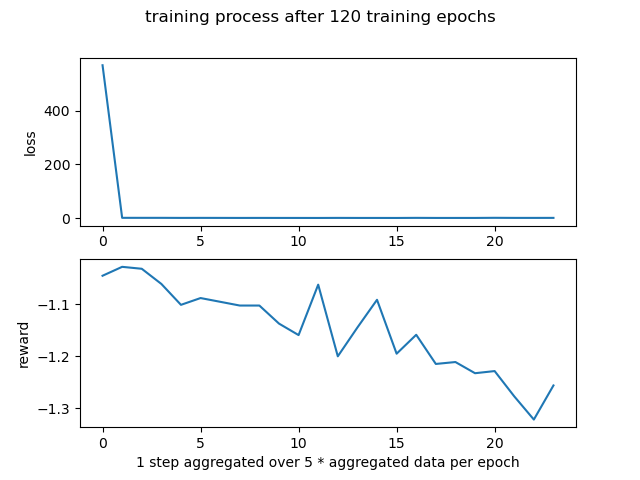 training process after 120 training epochs
loss
400
200
0
0 5 10 15 20
reward
−1.1
−1.2
−1.3
0 5 10 15 20
1 step aggregated over 5 * aggregated data per epoch